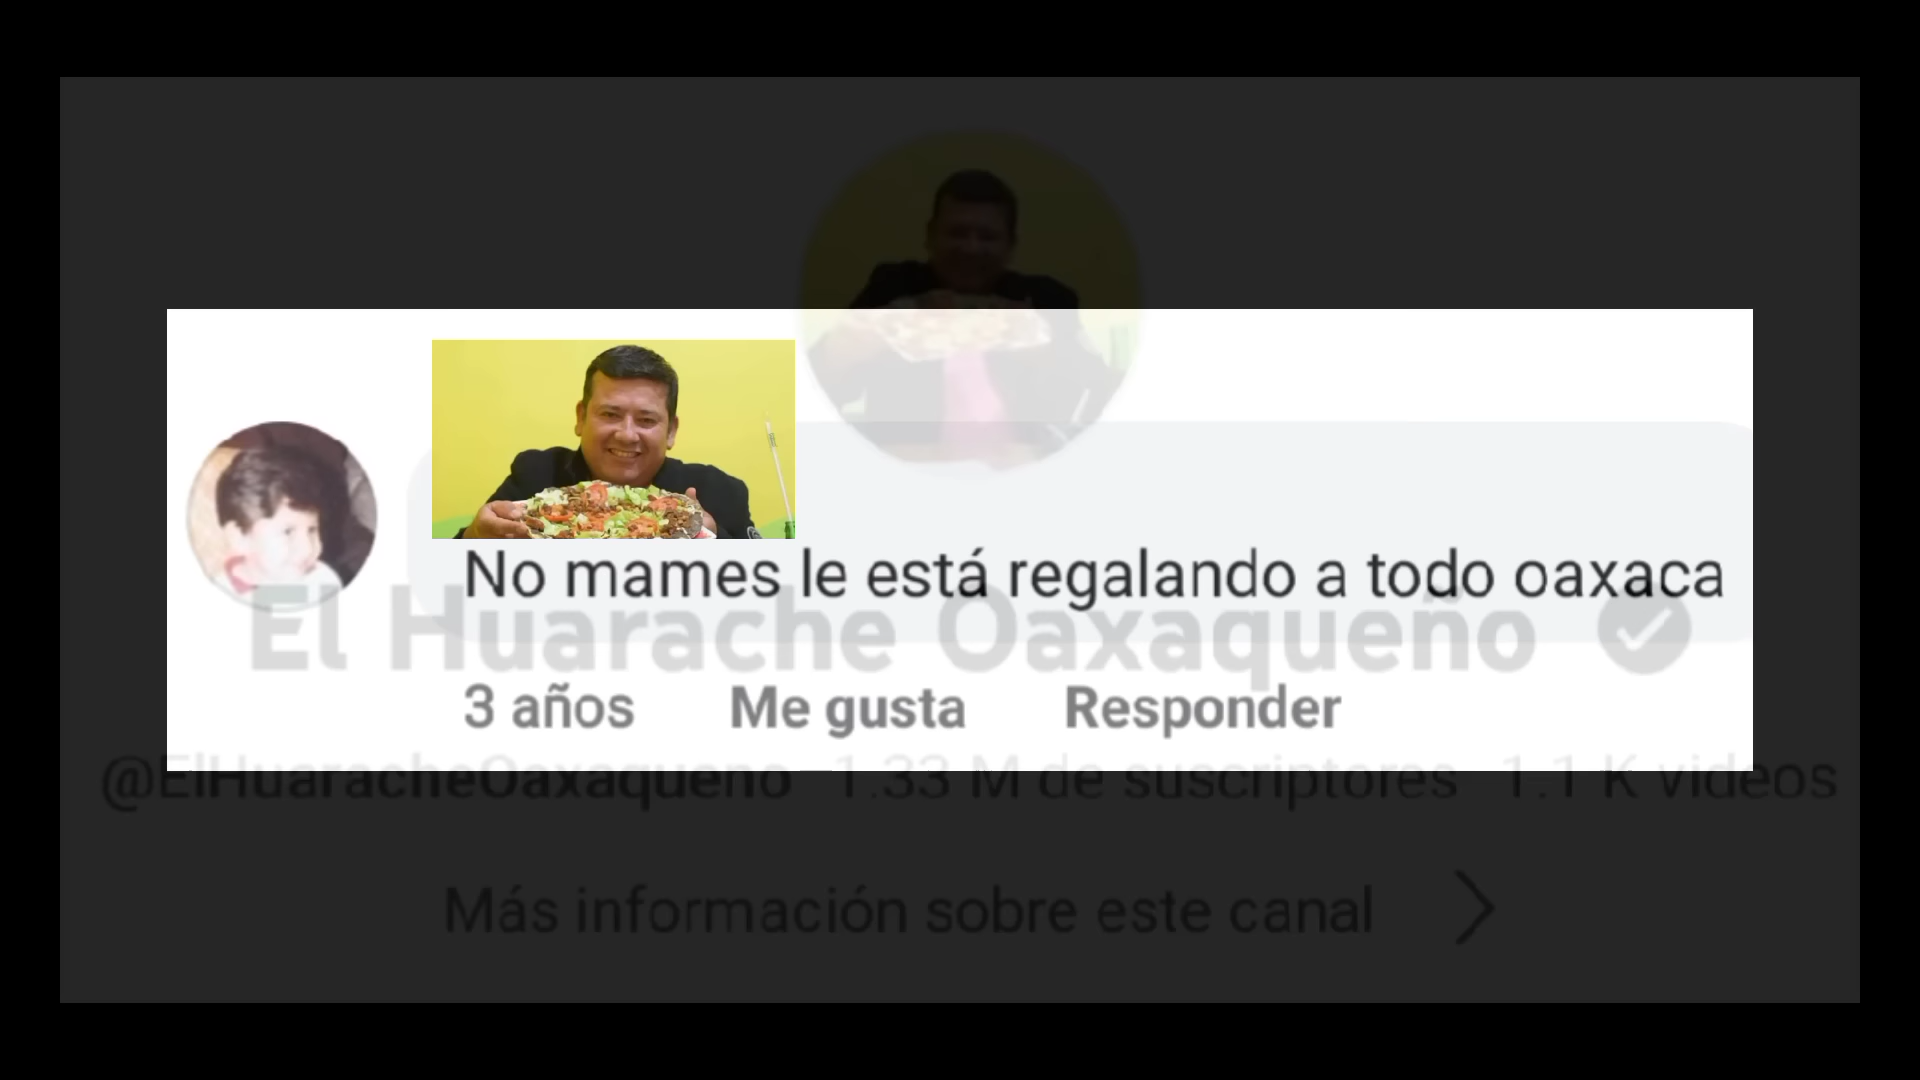 No mames le está regalando a todo oaxaca
El Huarache Oaxaqueño
3 años Me gusta Responder
@ElHuaracheOaxaqueno 1.33 M de suscriptores 1.1 K videos
Más información sobre este canal